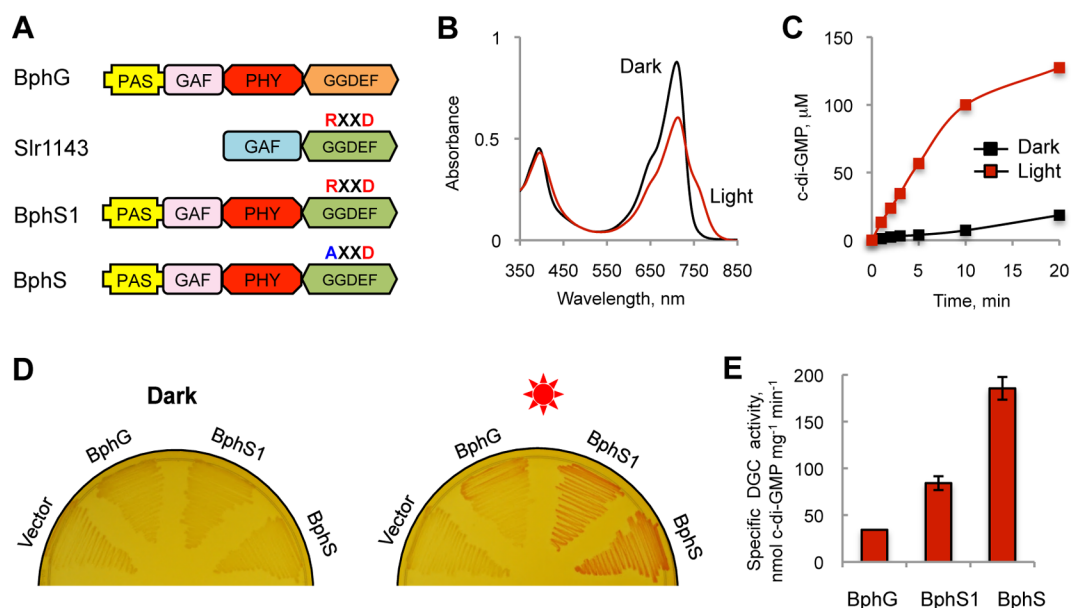 A
BphG
PAS GAF PHY GGDEF
RXXD
Slr1143
GAF GGDEF
RXXD
BphS1
PAS GAF PHY GGDEF
AXXD
BphS
PAS GAF PHY GGDEF
B
Absorbance
1
0.5
0
350 450 550 650 750 850
Wavelength, nm
Dark
Light
C
c-di-GMP, µM
150
100
50
0
0 5 10 15 20
Time, min
Dark
Light
D
Dark
Vector
BphG
BphS1
BphS
Vector
BphG
BphS1
BphS
E
Specific DGC activity,
nmol c-di-GMP mg-1 min-1
200
150
100
50
0
BphG BphS1 BphS